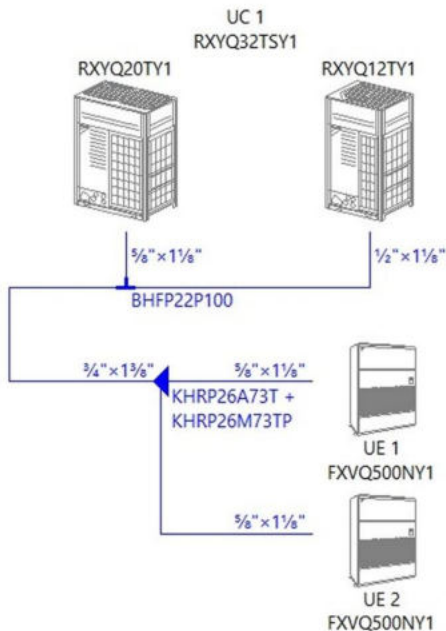 UC 1
RXYQ32TSY1
RXYQ20TY1
RXYQ12TY1
⅝"×1⅛"
½"×1⅛"
BHFP22P100
¾"×1⅜"
⅝"×1⅛"
KHRP26A73T +
KHRP26M73TP
UE 1
FXVQ500NY1
⅝"×1⅛"
UE 2
FXVQ500NY1